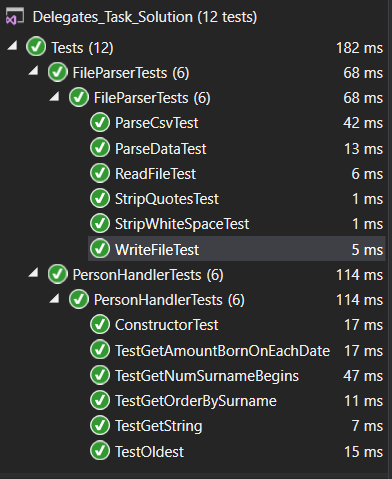 Delegates_Task_Solution (12 tests)
Tests (12) 182 ms
FileParserTests (6) 68 ms
FileParserTests (6) 68 ms
ParseCsvTest 42 ms
ParseDataTest 13 ms
ReadFileTest 6 ms
StripQuotesTest 1 ms
StripWhiteSpaceTest 1 ms
WriteFileTest 5 ms
PersonHandlerTests (6) 114 ms
PersonHandlerTests (6) 114 ms
ConstructorTest 17 ms
TestGetAmountBornOnEachDate 17 ms
TestGetNumSurnameBegins 47 ms
TestGetOrderBySurname 11 ms
TestGetString 7 ms
TestOldest 15 ms